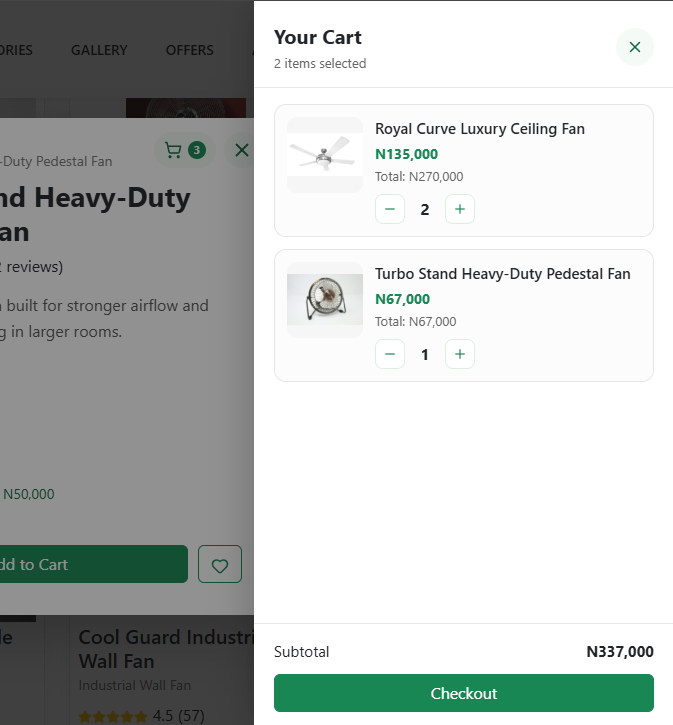 GALLERY
OFFERS
Your Cart
2 items selected
3
-Duty Pedestal Fan
nd Heavy-Duty
an
reviews)
built for stronger airflow and
g in larger rooms.
N50,000
dd to Cart
Cool Guard Industri
Wall Fan
Industrial Wall Fan
4.5 (57)
Royal Curve Luxury Ceiling Fan
N135,000
Total: N270,000
− 2 +
Turbo Stand Heavy-Duty Pedestal Fan
N67,000
Total: N67,000
− 1 +
Subtotal
N337,000
Checkout